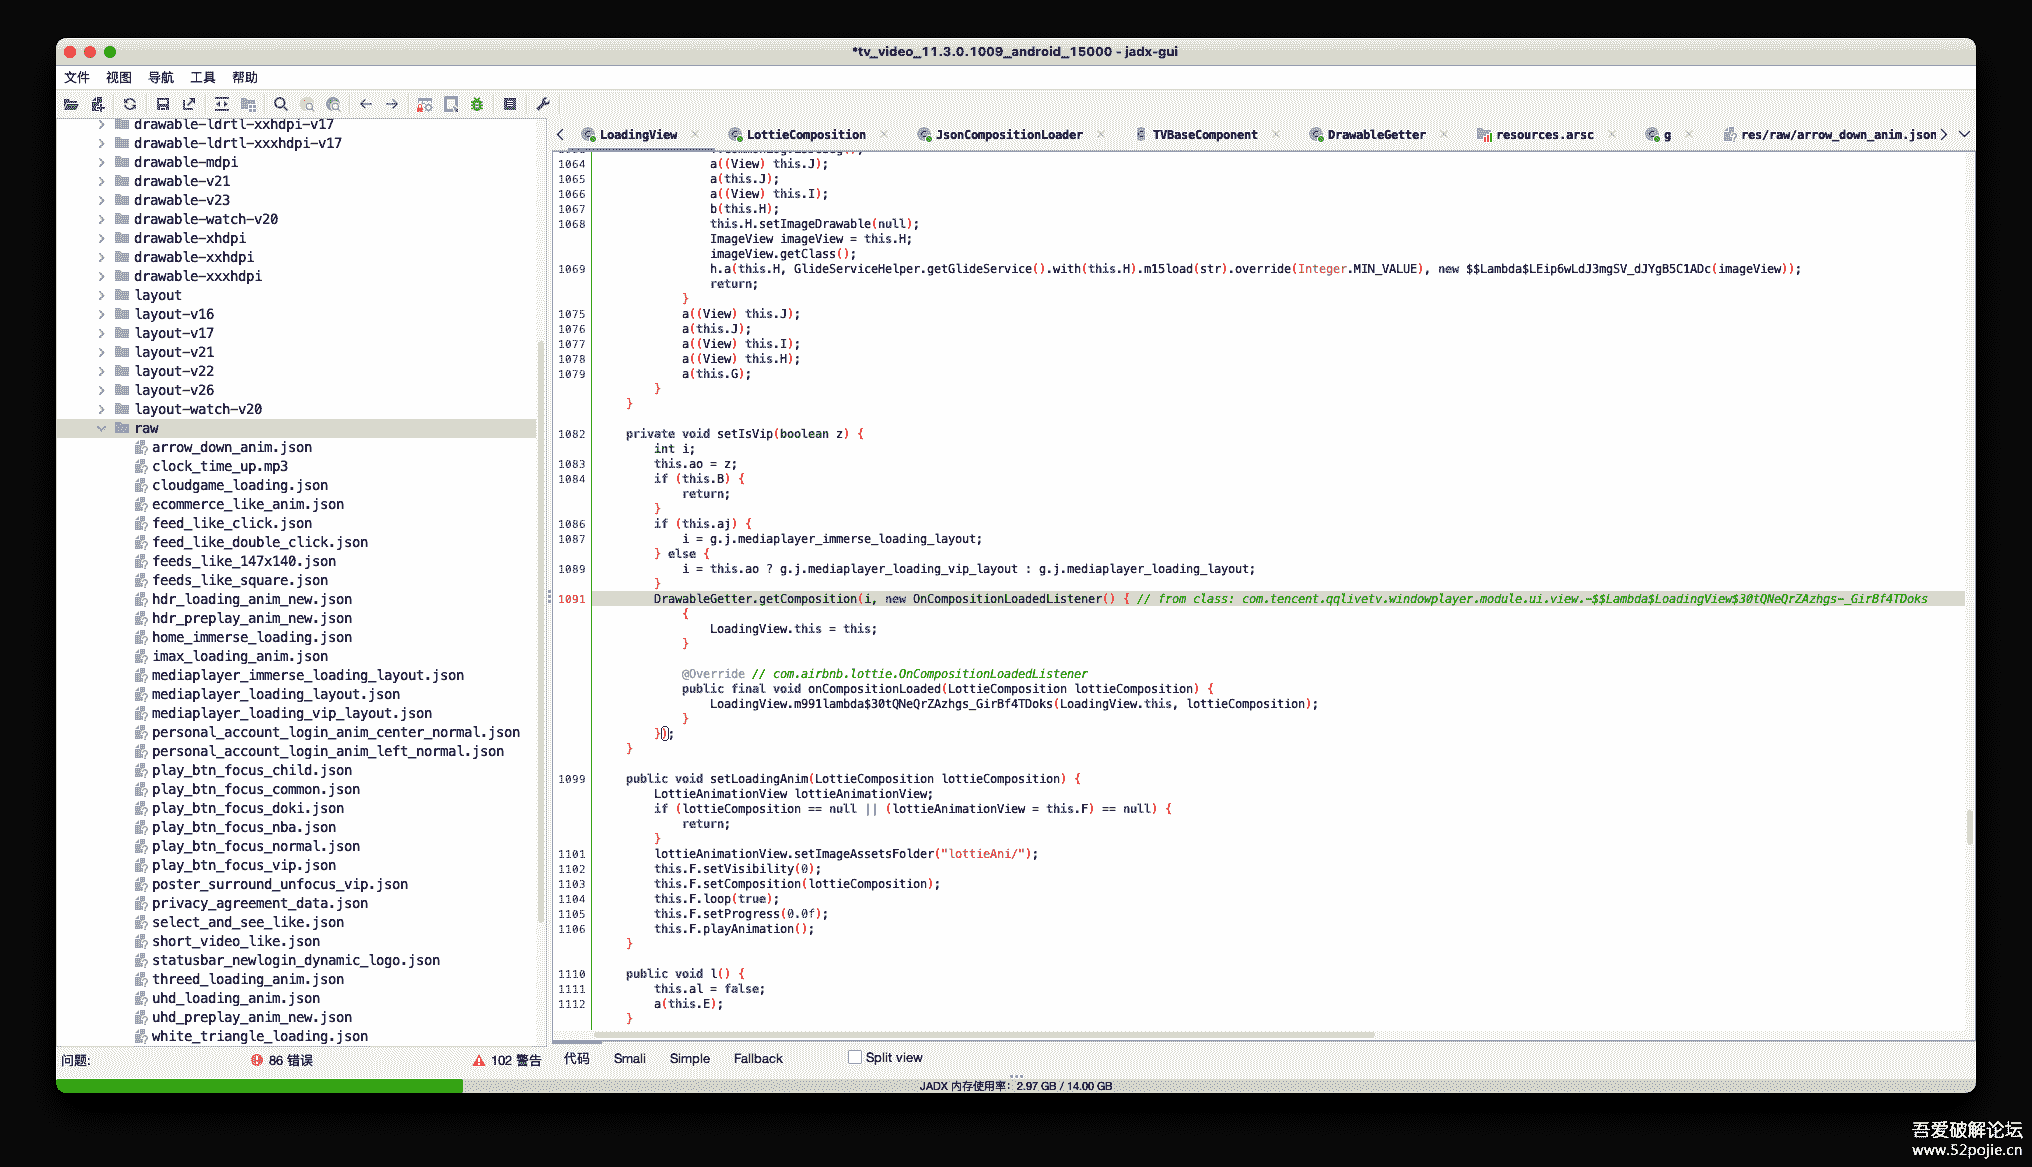 *tv_video_11.3.0.1009_android_15000 - jadx-gui
文件 视图 导航 工具 帮助
drawable-ldrtl-xxhdpi-v17
drawable-ldrtl-xxxhdpi-v17
drawable-mdpi
drawable-v21
drawable-v23
drawable-watch-v20
drawable-xhdpi
drawable-xxhdpi
drawable-xxxhdpi
layout
layout-v16
layout-v17
layout-v21
layout-v22
layout-v26
layout-watch-v20
raw
arrow_down_anim.json
clock_time_up.mp3
cloudgame_loading.json
ecommerce_like_anim.json
feed_like_click.json
feed_like_double_click.json
feeds_like_147x140.json
feeds_like_square.json
hdr_loading_anim_new.json
hdr_preplay_anim_new.json
home_immerse_loading.json
imax_loading_anim.json
mediaplayer_immerse_loading_layout.json
mediaplayer_loading_layout.json
mediaplayer_loading_vip_layout.json
personal_account_login_anim_center_normal.json
personal_account_login_anim_left_normal.json
play_btn_focus_child.json
play_btn_focus_common.json
play_btn_focus_doki.json
play_btn_focus_nba.json
play_btn_focus_normal.json
play_btn_focus_vip.json
poster_surround_unfocus_vip.json
privacy_agreement_data.json
select_and_see_like.json
short_video_like.json
statusbar_newlogin_dynamic_logo.json
threed_loading_anim.json
uhd_loading_anim.json
uhd_preplay_anim_new.json
white_triangle_loading.json
问题: 86 错误 102 警告
LoadingView LottieComposition JsonCompositionLoader TVBaseComponent DrawableGetter resources.arsc g res/raw/arrow_down_anim.json
1064 a((View) this.J);
1065 a(this.J);
1066 a((View) this.I);
1067 b(this.H);
1068 this.H.setImageDrawable(null);
ImageView imageView = this.H;
imageView.getClass();
1069 h.a(this.H, GlideServiceHelper.getGlideService().with(this.H).m15load(str).override(Integer.MIN_VALUE), new $$Lambda$LEip6wLdJ3mgSV_dJYgB5C1ADc(imageView));
return;
}
1075 a((View) this.J);
1076 a(this.J);
1077 a((View) this.I);
1078 a((View) this.H);
1079 a(this.G);
}
}
1082 private void setIsVip(boolean z) {
int i;
1083 this.ao = z;
1084 if (this.B) {
return;
}
1086 if (this.aj) {
1087 i = g.j.mediaplayer_immerse_loading_layout;
} else {
1089 i = this.ao ? g.j.mediaplayer_loading_vip_layout : g.j.mediaplayer_loading_layout;
}
1091 DrawableGetter.getComposition(i, new OnCompositionLoadedListener() { // from class: com.tencent.qqlivetv.windowplayer.module.ui.view.-$$Lambda$LoadingView$30tQNeQrZAzhgs-_GirBf4TDoks
{
LoadingView.this = this;
}
@Override // com.airbnb.lottie.OnCompositionLoadedListener
public final void onCompositionLoaded(LottieComposition lottieComposition) {
LoadingView.m991lambda$30tQNeQrZAzhgs_GirBf4TDoks(LoadingView.this, lottieComposition);
}
});
}
1099 public void setLoadingAnim(LottieComposition lottieComposition) {
LottieAnimationView lottieAnimationView;
if (lottieComposition == null || (lottieAnimationView = this.F) == null) {
return;
}
1101 lottieAnimationView.setImageAssetsFolder("lottieAni/");
1102 this.F.setVisibility(0);
1103 this.F.setComposition(lottieComposition);
1104 this.F.loop(true);
1105 this.F.setProgress(0.0f);
1106 this.F.playAnimation();
}
1110 public void l() {
1111 this.al = false;
1112 a(this.E);
}
代码 Smali Simple Fallback Split view
JADX 内存使用率: 2.97 GB / 14.00 GB
吾爱破解论坛
www.52pojie.cn